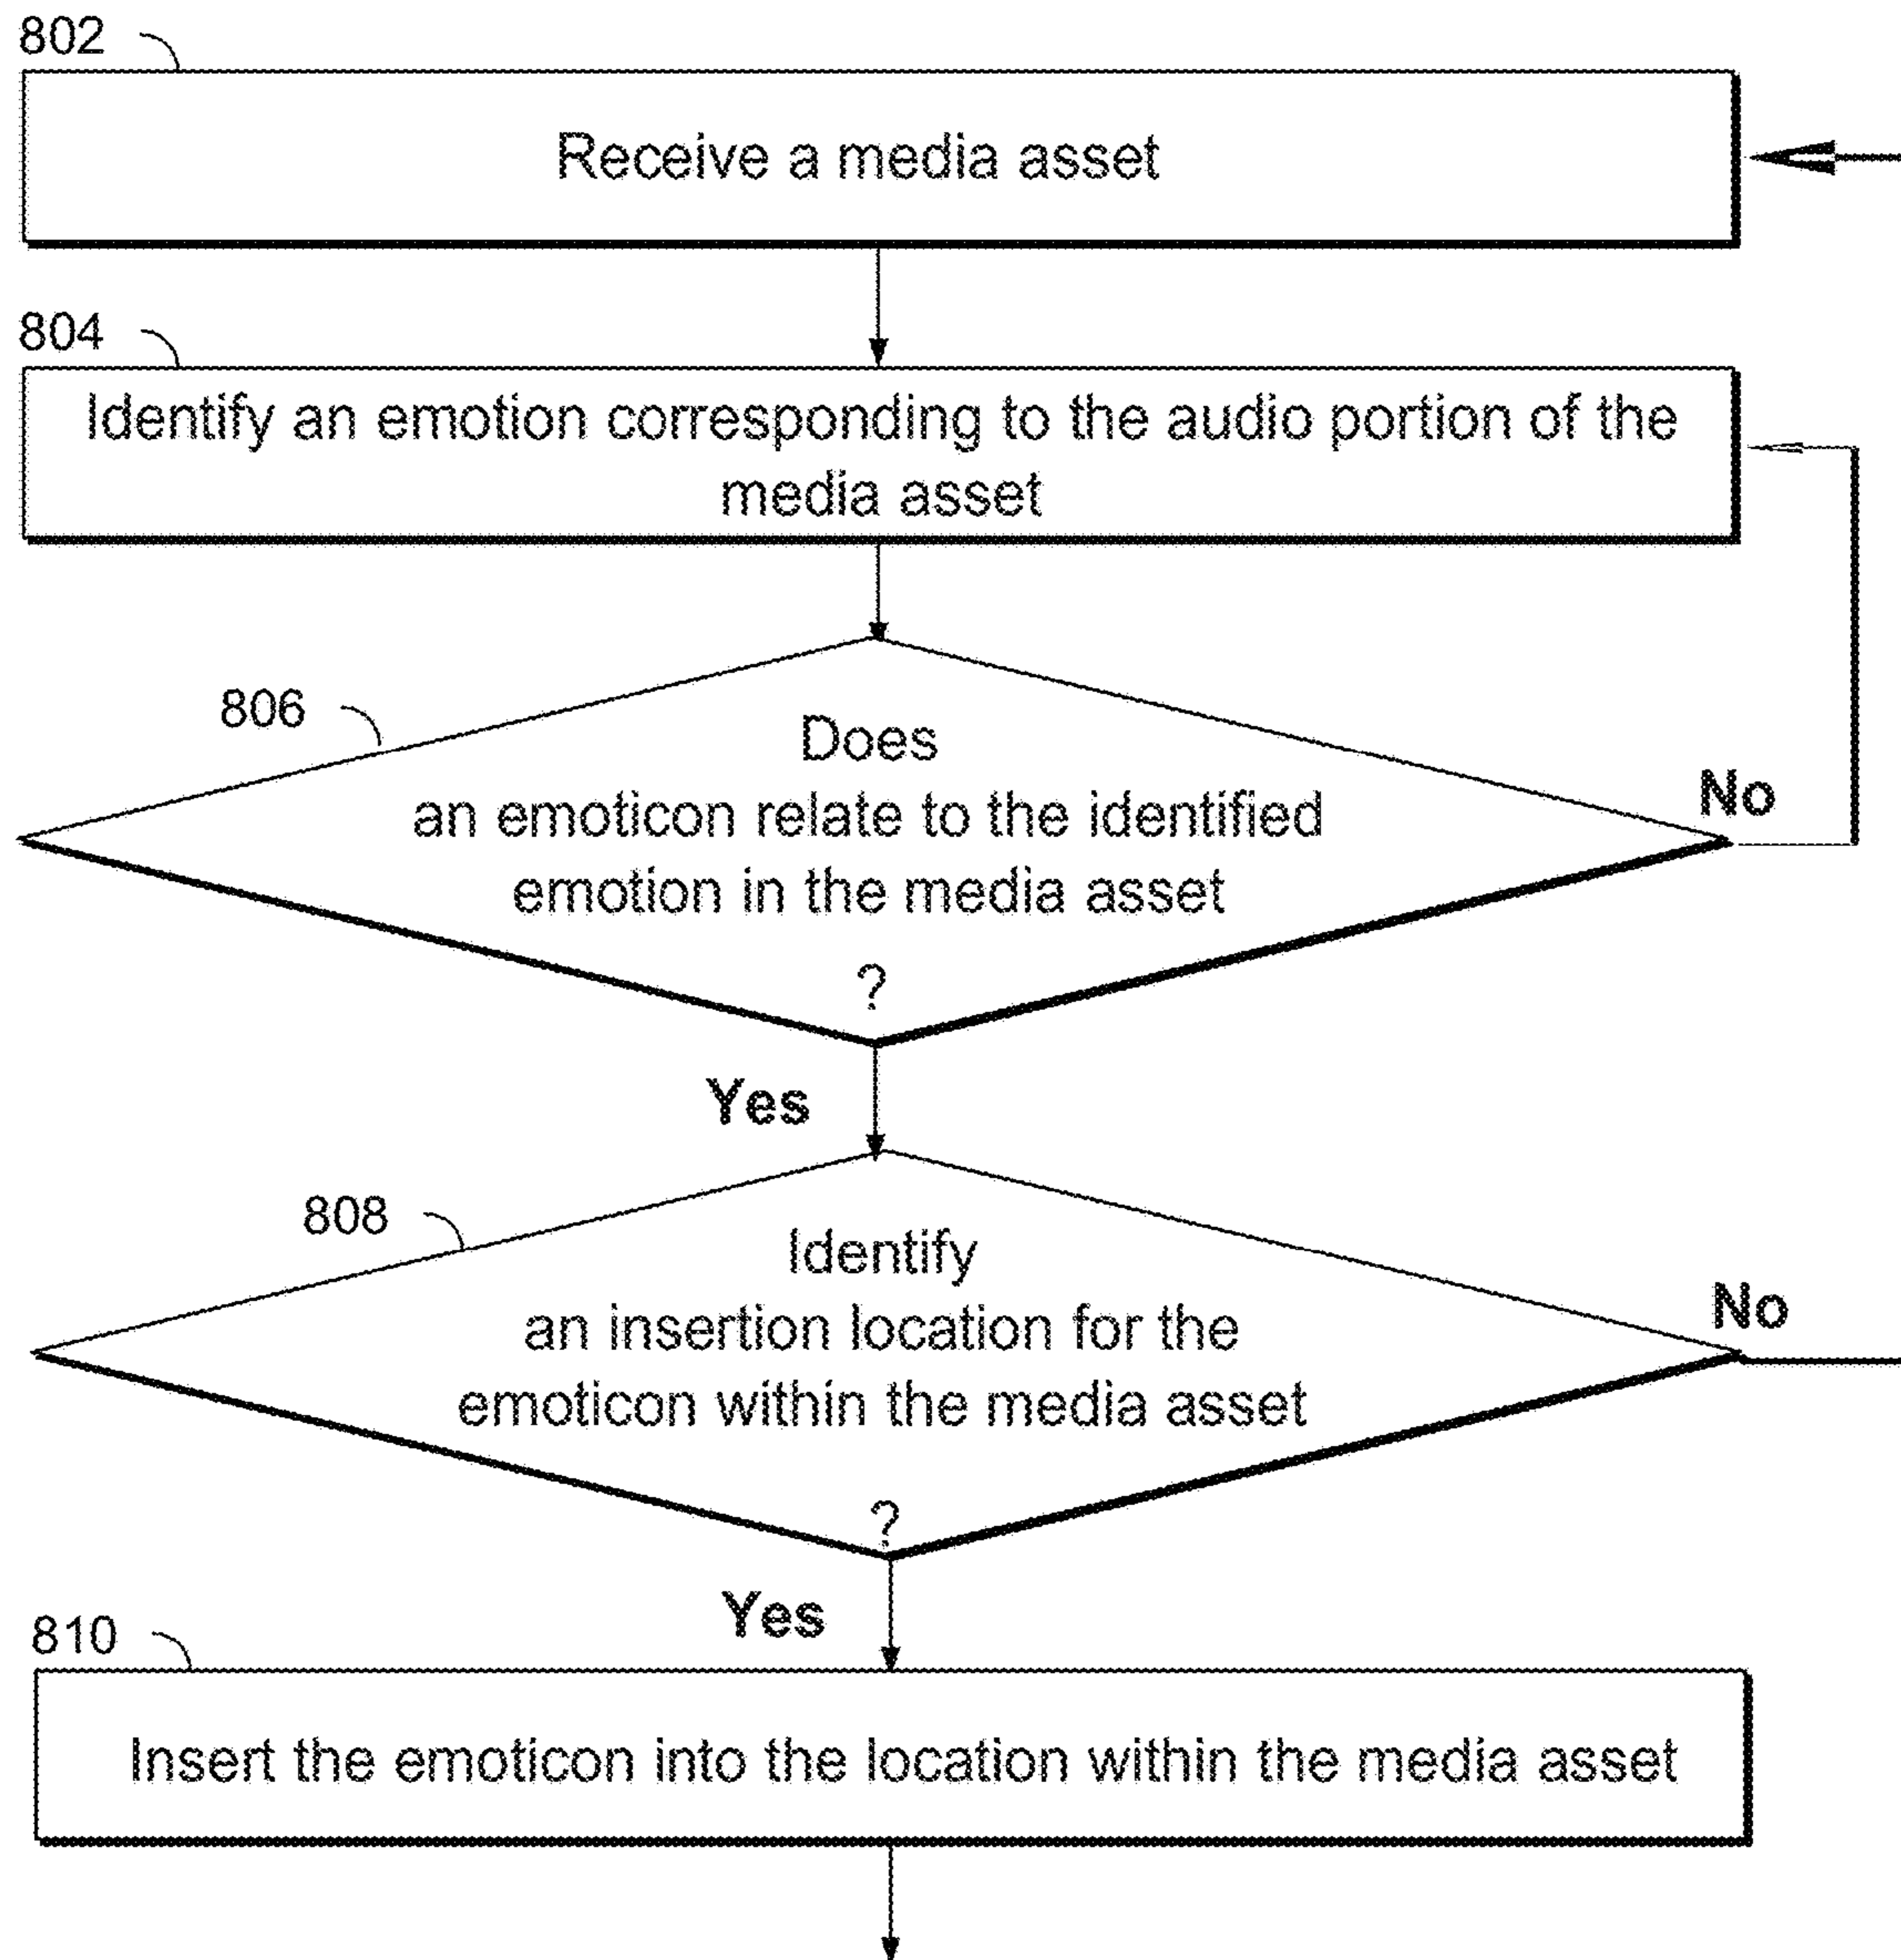 802
Receive a media asset
804
Identify an emotion corresponding to the audio portion of the
media asset
806
Does
an emoticon relate to the identified
emotion in the media asset
?
No
Yes
808
Identify
an insertion location for the
emoticon within the media asset
?
No
Yes
810
Insert the emoticon into the location within the media asset